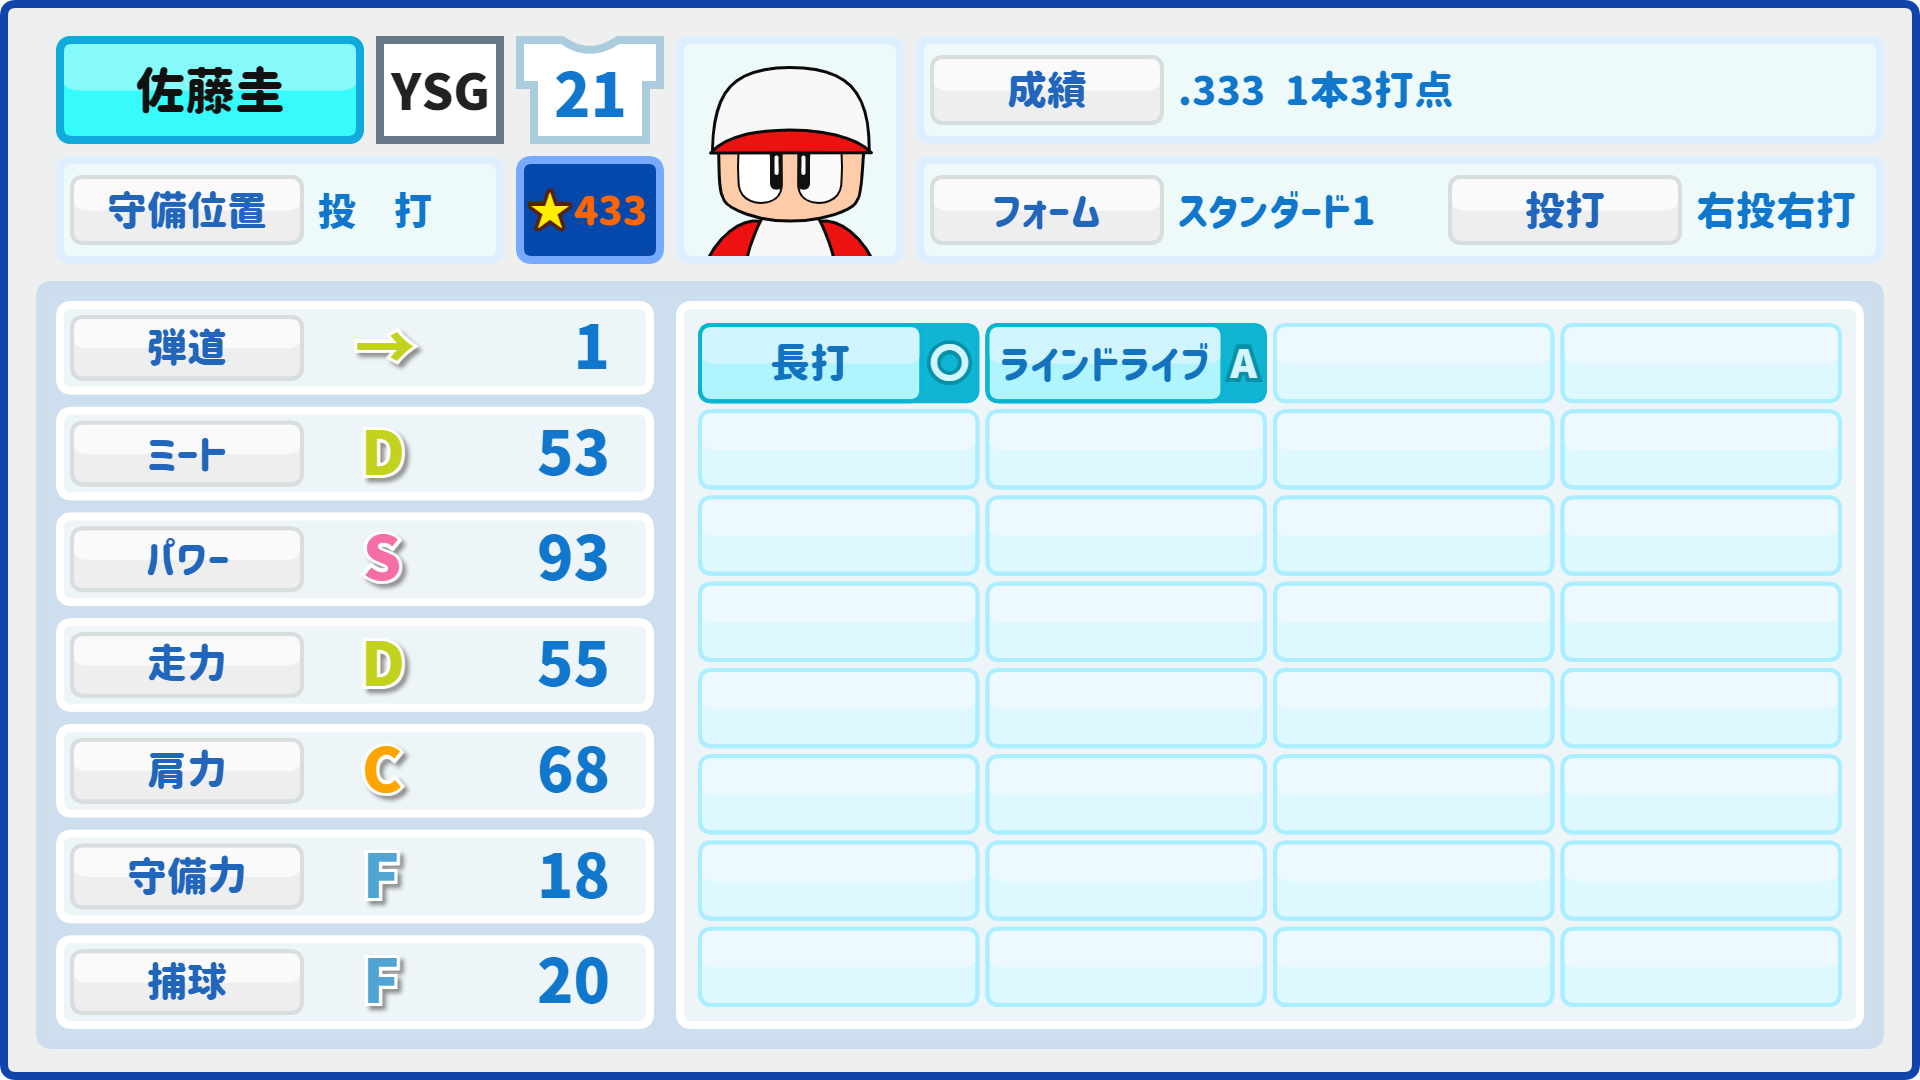 佐藤圭 YSG 21 成績 .333 1本3打点
守備位置 投 打 ★433 フォーム スタンダード1 投打 右投右打
弾道 → 1
ミート D 53
パワー S 93
走力 D 55
肩力 C 68
守備力 F 18
捕球 F 20
長打 ○ ラインドライブ A